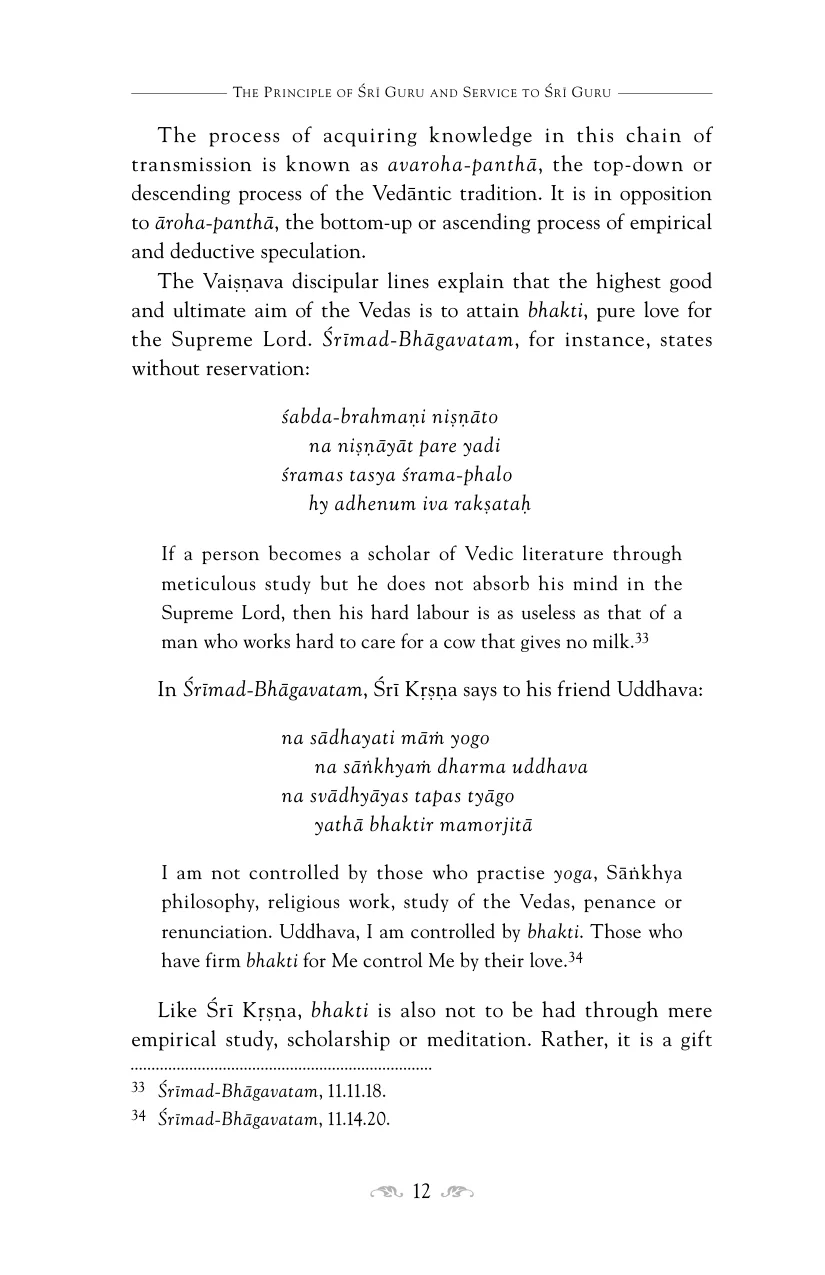 The Principle of Śrī Guru and Service to Śrī Guru
The process of acquiring knowledge in this chain of
transmission is known as avaroha-panthā, the top-down or
descending process of the Vedāntic tradition. It is in opposition
to āroha-panthā, the bottom-up or ascending process of empirical
and deductive speculation.
The Vaiṣṇava discipular lines explain that the highest good
and ultimate aim of the Vedas is to attain bhakti, pure love for
the Supreme Lord. Śrīmad-Bhāgavatam, for instance, states
without reservation:
śabda-brahmaṇi niṣṇāto
na niṣṇāyāt pare yadi
śramas tasya śrama-phalo
hy adhenum iva rakṣataḥ
If a person becomes a scholar of Vedic literature through
meticulous study but he does not absorb his mind in the
Supreme Lord, then his hard labour is as useless as that of a
man who works hard to care for a cow that gives no milk.33
In Śrīmad-Bhāgavatam, Śrī Kṛṣṇa says to his friend Uddhava:
na sādhayati māṁ yogo
na sāṅkhyaṁ dharma uddhava
na svādhyāyas tapas tyāgo
yathā bhaktir mamorjitā
I am not controlled by those who practise yoga, Sāṅkhya
philosophy, religious work, study of the Vedas, penance or
renunciation. Uddhava, I am controlled by bhakti. Those who
have firm bhakti for Me control Me by their love.34
Like Śrī Kṛṣṇa, bhakti is also not to be had through mere
empirical study, scholarship or meditation. Rather, it is a gift
33 Śrīmad-Bhāgavatam, 11.11.18.
34 Śrīmad-Bhāgavatam, 11.14.20.
12